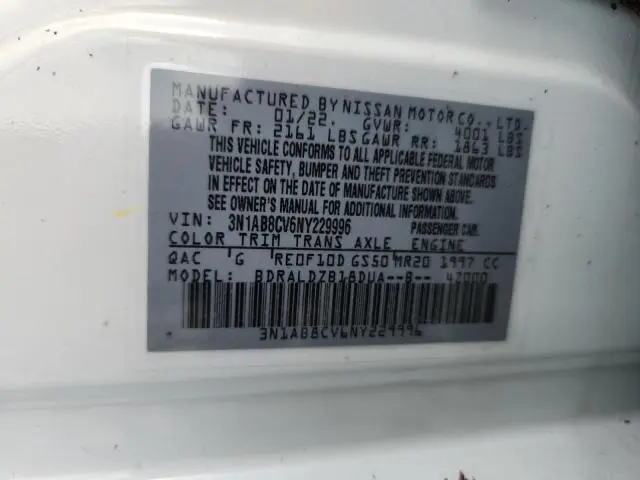 MANUFACTURED BY NISSAN MOTOR CO., LTD.
DATE: 01/22 GVWR: 4001 LBS
GAWR FR: 2161 LBS GAWR RR: 1863 LBS
THIS VEHICLE CONFORMS TO ALL APPLICABLE FEDERAL MOTOR
VEHICLE SAFETY, BUMPER AND THEFT PREVENTION STANDARDS
IN EFFECT ON THE DATE OF MANUFACTURE SHOWN ABOVE.
SEE OWNER'S MANUAL FOR ADDITIONAL INFORMATION.
VIN: 3N1AB8CV6NY229996 PASSENGER CAR.
COLOR TRIM TRANS AXLE ENGINE
QAC G RE0F10D GS50 MR20 1997 CC
MODEL: BDRALDZB18DUA--B-- 42000
3N1AB8CV6NY229996